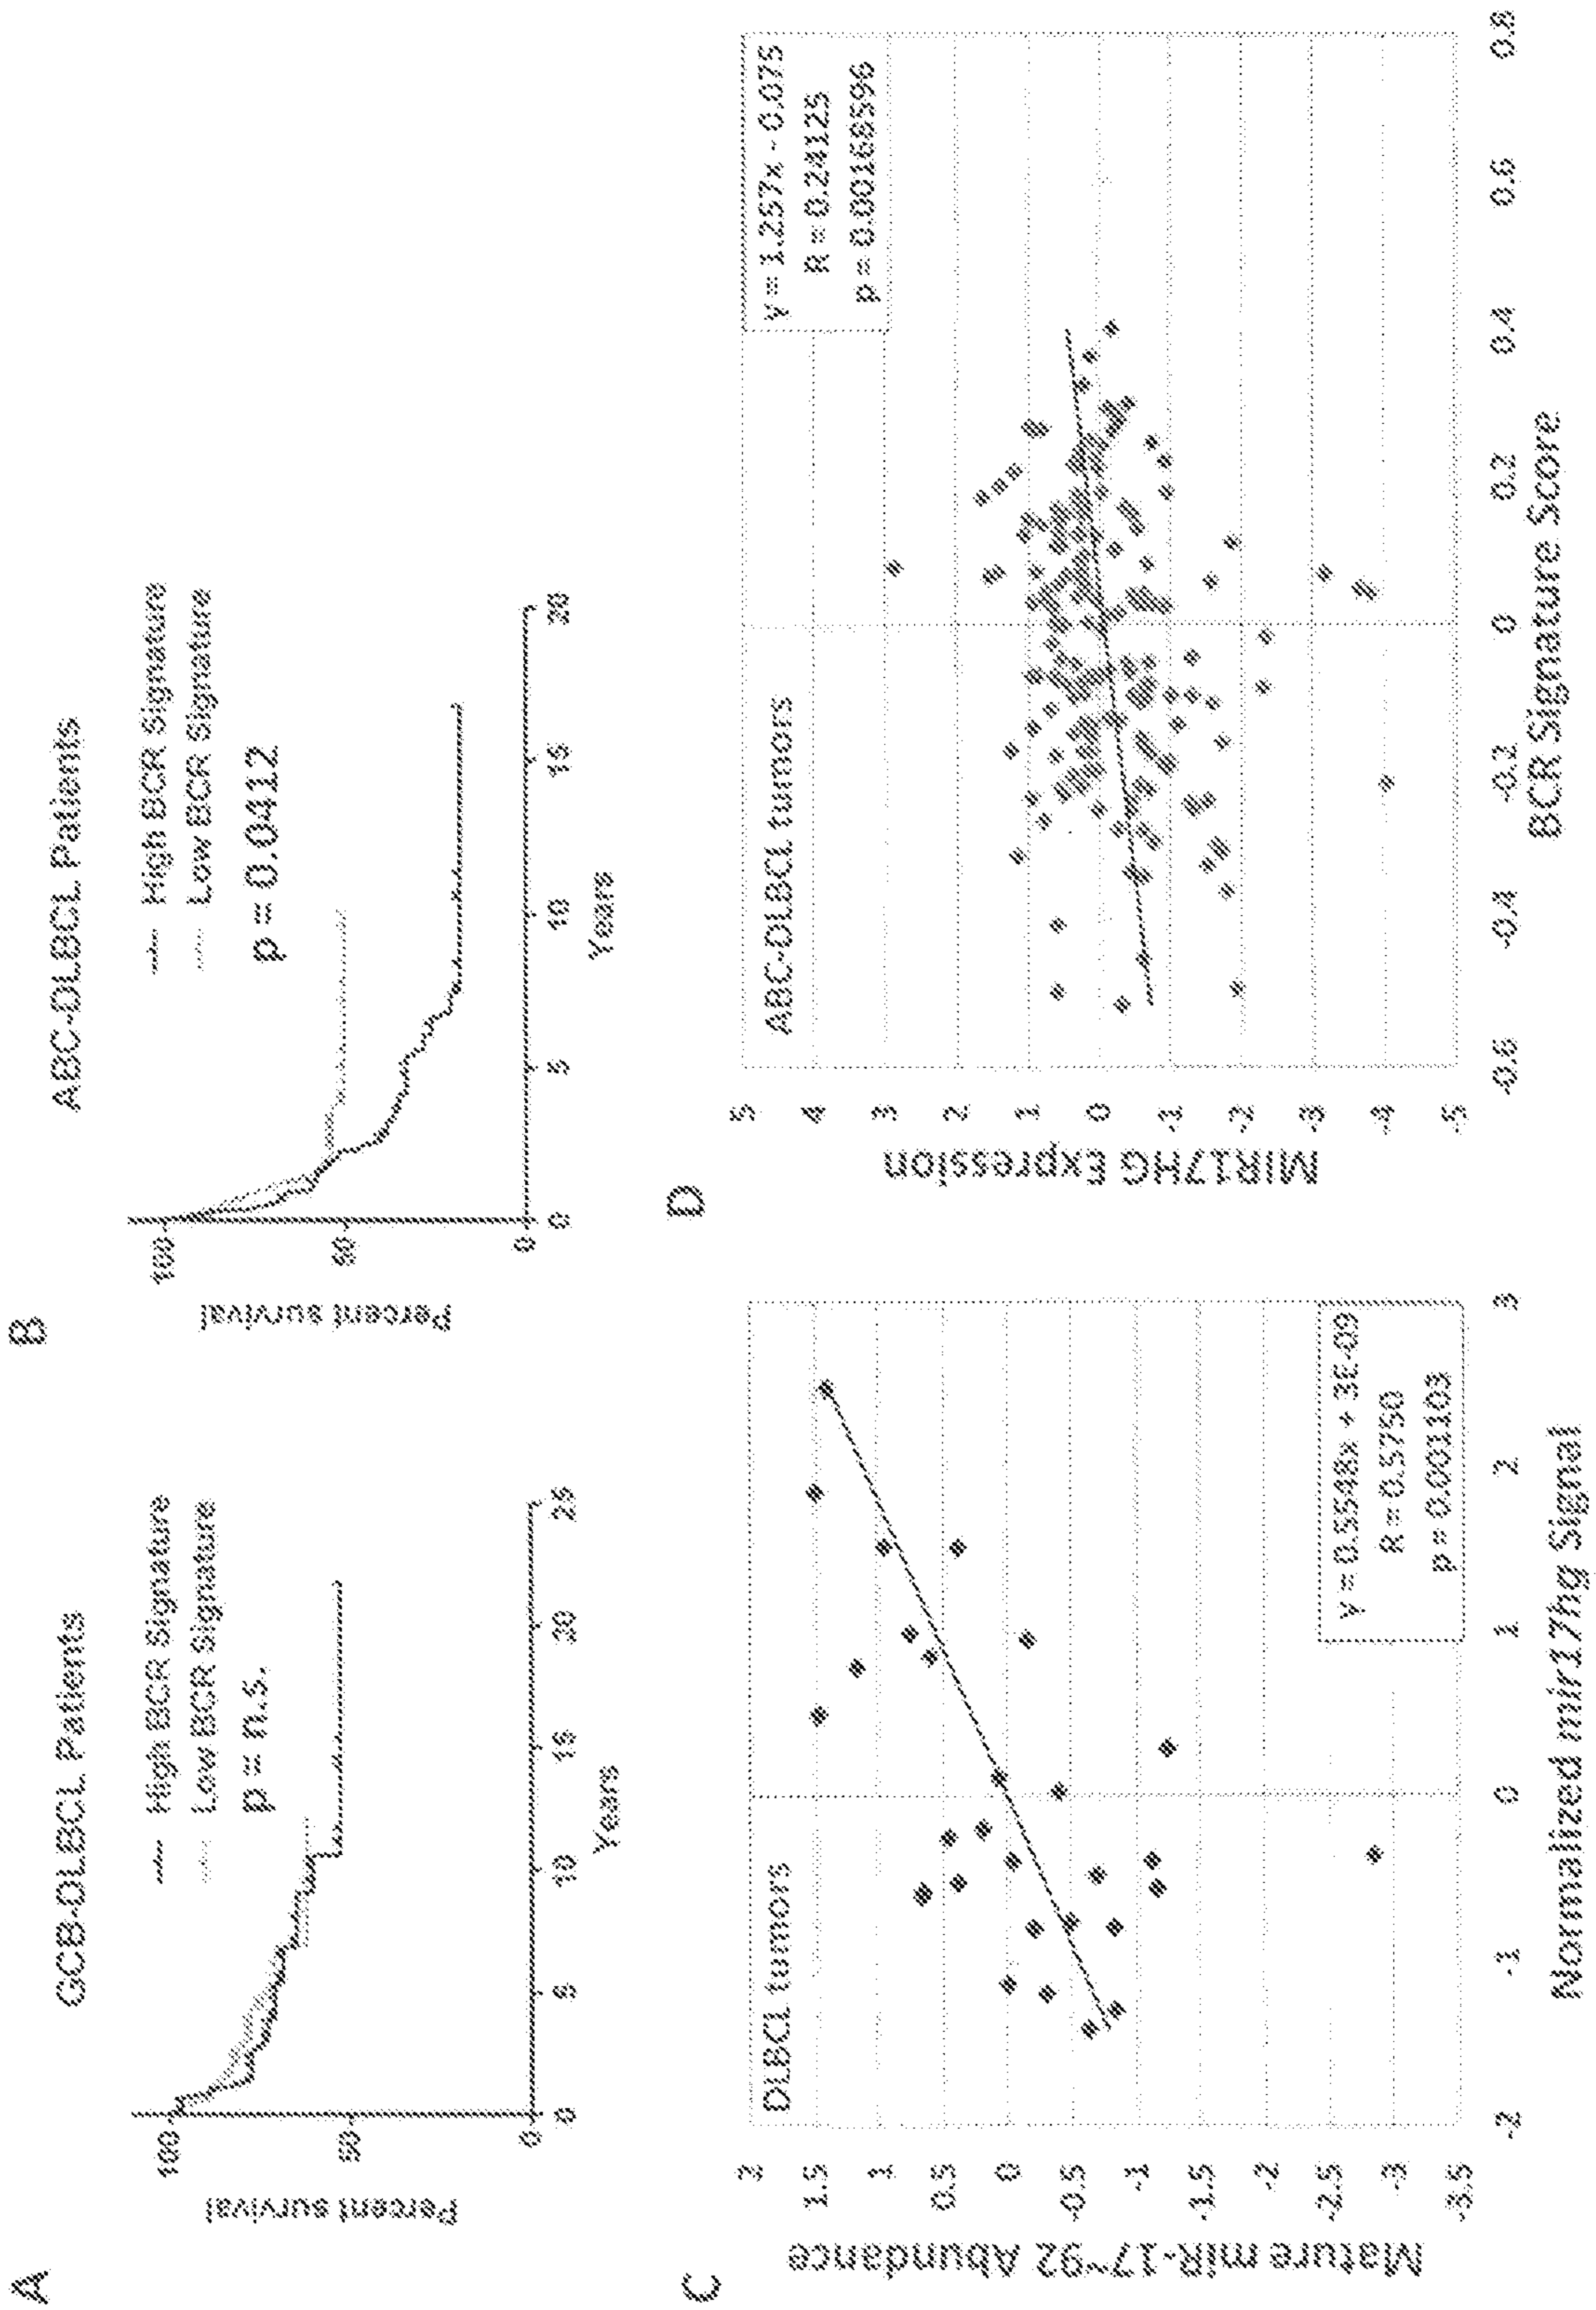 A
GCB-DLBCL Patients
High BCR Signature
Low BCR Signature
p = n.s.
Percent survival
100
50
0
0
5
10
15
20
25
Years
B
ABC-DLBCL Patients
High BCR Signature
Low BCR Signature
p = 0.0412
Percent survival
100
50
0
0
5
10
15
20
Years
C
DLBCL tumors
Mature miR-17~92 Abundance
2
1.5
1
0.5
0
-0.5
-1
-1.5
-2
-2.5
-3
-3.5
-2
-1
0
1
2
3
Normalized mir17hg Signal
y = 0.5548x + 3E-09
R = 0.5750
p = 0.001103
D
ABC-DLBCL tumors
MIR17HG Expression
5
4
3
2
1
0
-1
-2
-3
-4
-5
-0.6
-0.4
-0.2
0
0.2
0.4
0.6
0.8
BCR Signature Score
y = 1.257x - 0.075
R = 0.24125
p = 0.00168596